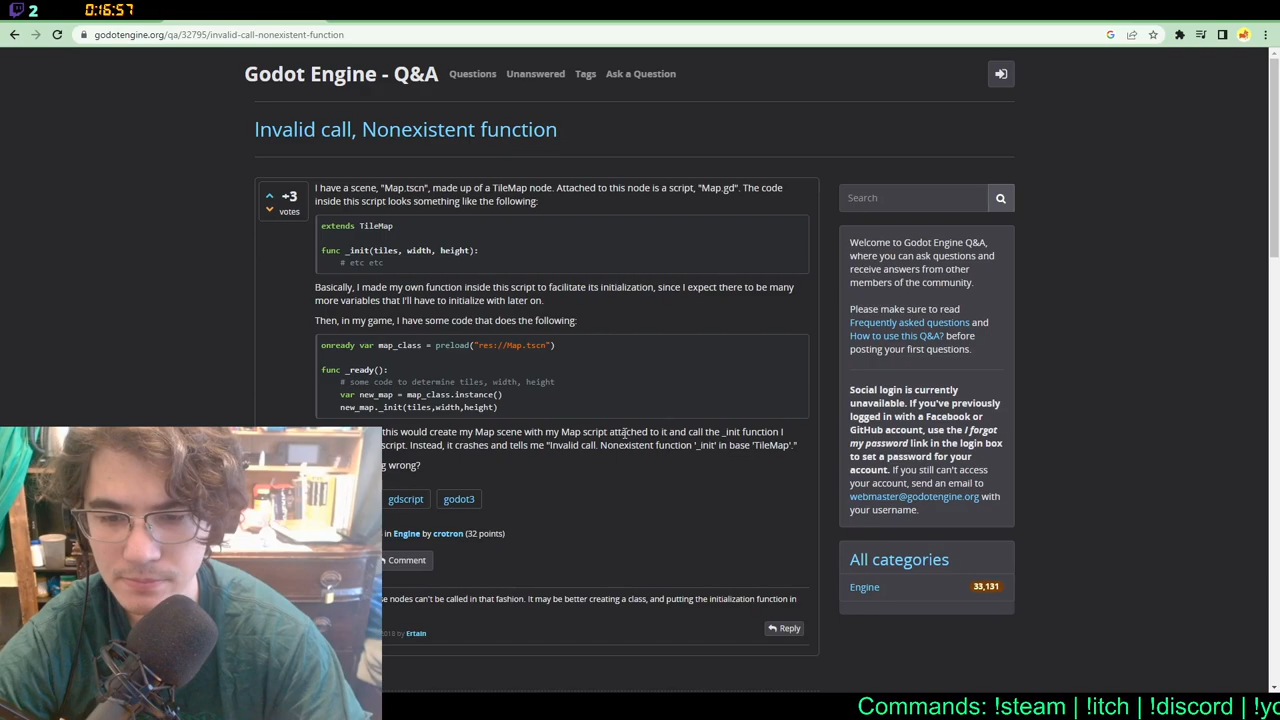 2
0:16:57
godotengine.org/qa/32795/invalid-call-nonexistent-function
Godot Engine - Q&A
Questions
Unanswered
Tags
Ask a Question
Invalid call, Nonexistent function
+3
votes
I have a scene, "Map.tscn", made up of a TileMap node. Attached to this node is a script, "Map.gd". The code
inside this script looks something like the following:
extends TileMap
func _init(tiles, width, height):
# etc etc
Basically, I made my own function inside this script to facilitate its initialization, since I expect there to be many
more variables that I'll have to initialize with later on.
Then, in my game, I have some code that does the following:
onready var map_class = preload("res://Map.tscn")
func _ready():
# some code to determine tiles, width, height
var new_map = map_class.instance()
new_map._init(tiles,width,height)
this would create my Map scene with my Map script attached to it and call the _init function I
script. Instead, it crashes and tells me "Invalid call. Nonexistent function '_init' in base 'TileMap'."
wrong?
gdscript
godot3
in Engine by crotron (32 points)
Comment
nodes can't be called in that fashion. It may be better creating a class, and putting the initialization function in
2018 by Ertain
Reply
Search
Welcome to Godot Engine Q&A,
where you can ask questions and
receive answers from other
members of the community.
Please make sure to read
Frequently asked questions and
How to use this Q&A? before
posting your first questions.
Social login is currently
unavailable. If you've previously
logged in with a Facebook or
GitHub account, use the I forgot
my password link in the login box
to set a password for your
account. If you still can't access
your account, send an email to
webmaster@godotengine.org with
your username.
All categories
Engine
33,131
Commands: !steam | !itch | !discord | !yo